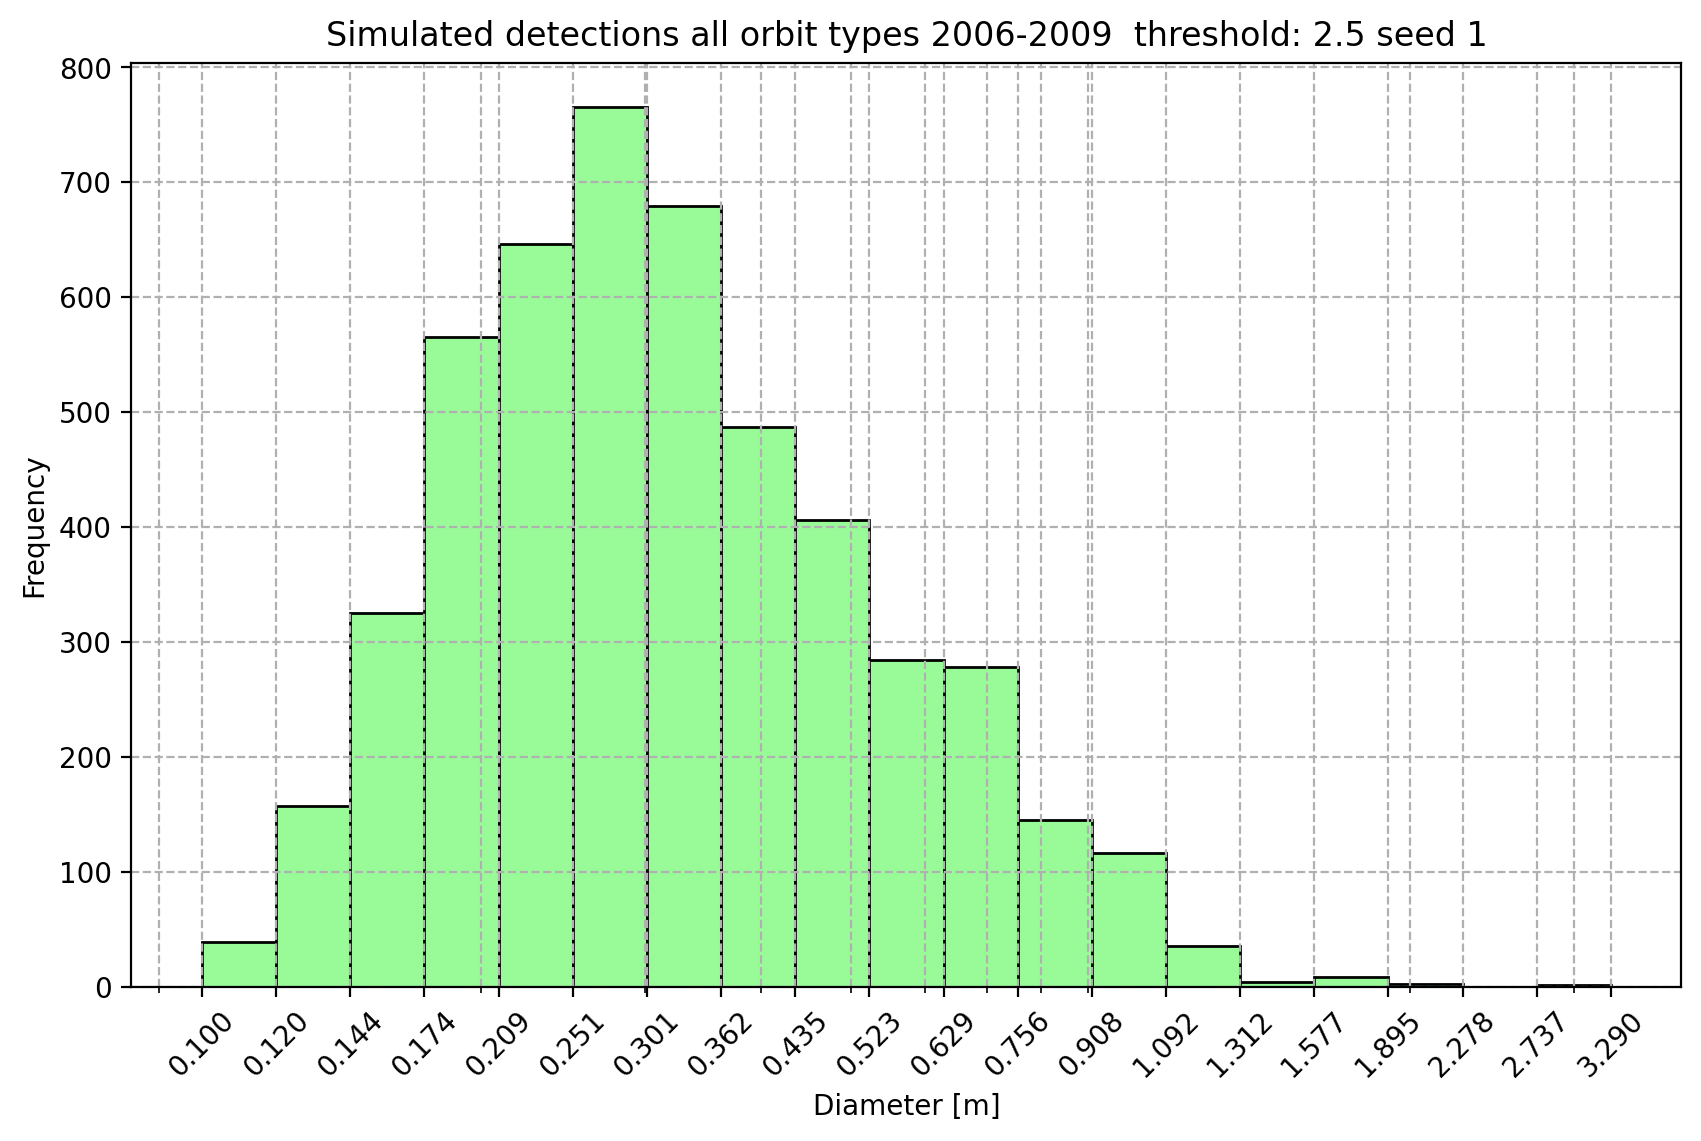 Simulated detections all orbit types 2006-2009  threshold: 2.5 seed 1
800
700
600
500
400
300
200
100
0
Frequency
0.100 0.120 0.144 0.174 0.209 0.251 0.301 0.362 0.435 0.523 0.629 0.756 0.908 1.092 1.312 1.577 1.895 2.278 2.737 3.290
Diameter [m]